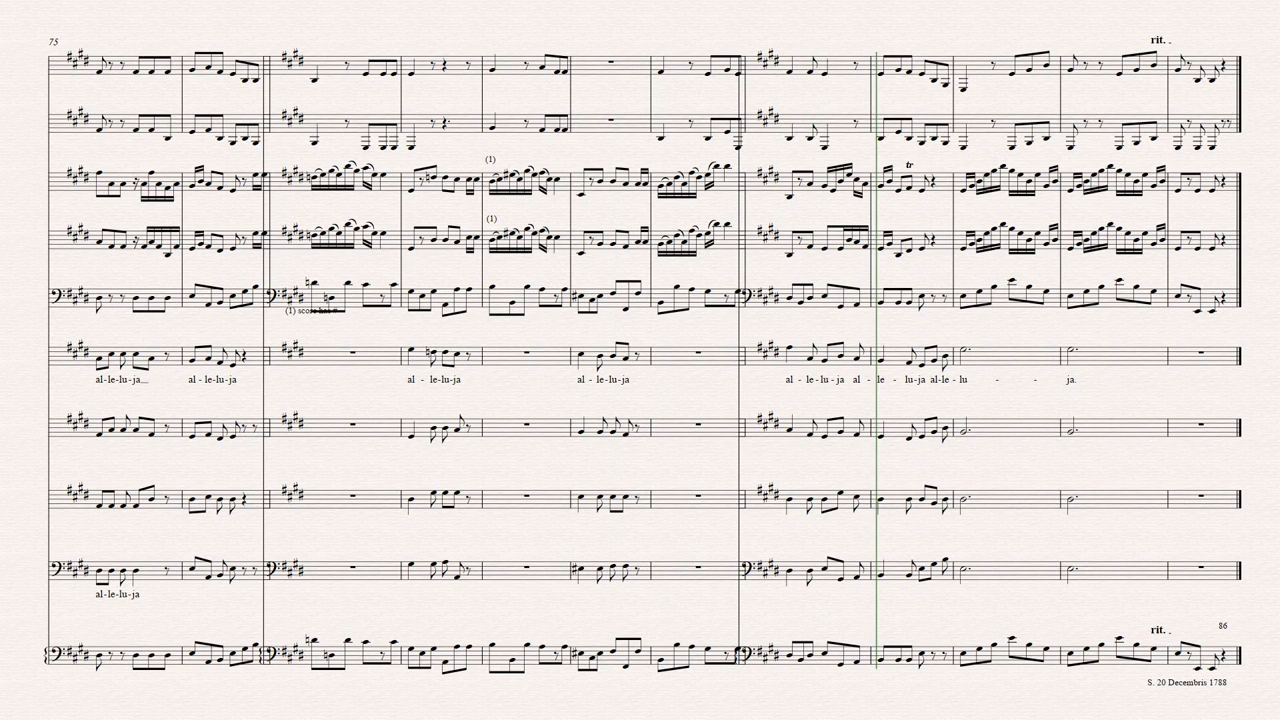 75
rit. .
(1)
tr
(1)
(1) score has
al-le-lu-ja__ al-le-lu-ja al - le-lu-ja al - le-lu-ja al - le - lu - ja al - le - lu-ja al-le - lu - - ja.
al-le-lu-ja
86
rit. .
S. 20 Decembris 1788